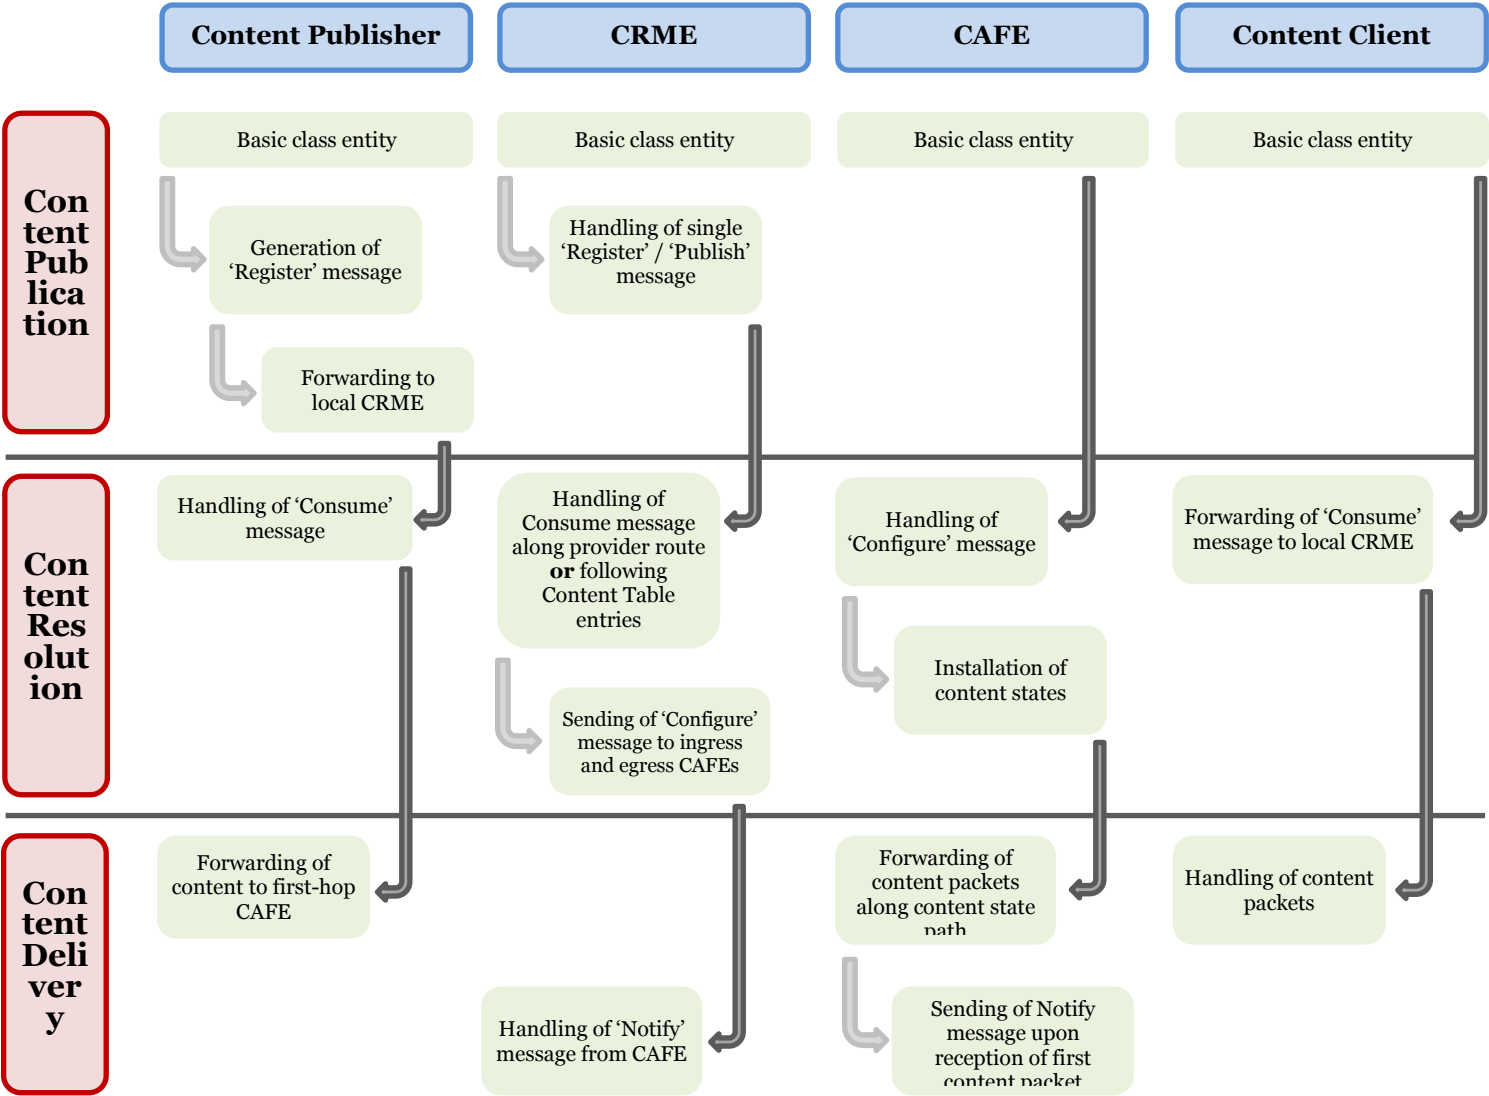 Content Publisher
CRME
CAFE
Content Client
Con
tent
Pub
lica
tion
Basic class entity
Basic class entity
Basic class entity
Basic class entity
Generation of
‘Register’ message
Handling of single
‘Register’ / ‘Publish’
message
Forwarding to
local CRME
Con
tent
Res
olut
ion
Handling of ‘Consume’
message
Handling of
Consume message
along provider route
or following
Content Table
entries
Handling of
‘Configure’ message
Forwarding of ‘Consume’
message to local CRME
Sending of ‘Configure’
message to ingress
and egress CAFEs
Installation of
content states
Con
tent
Deli
ver
y
Forwarding of
content to first-hop
CAFE
Forwarding of
content packets
along content state
path
Handling of content
packets
Handling of ‘Notify’
message from CAFE
Sending of Notify
message upon
reception of first
content packet